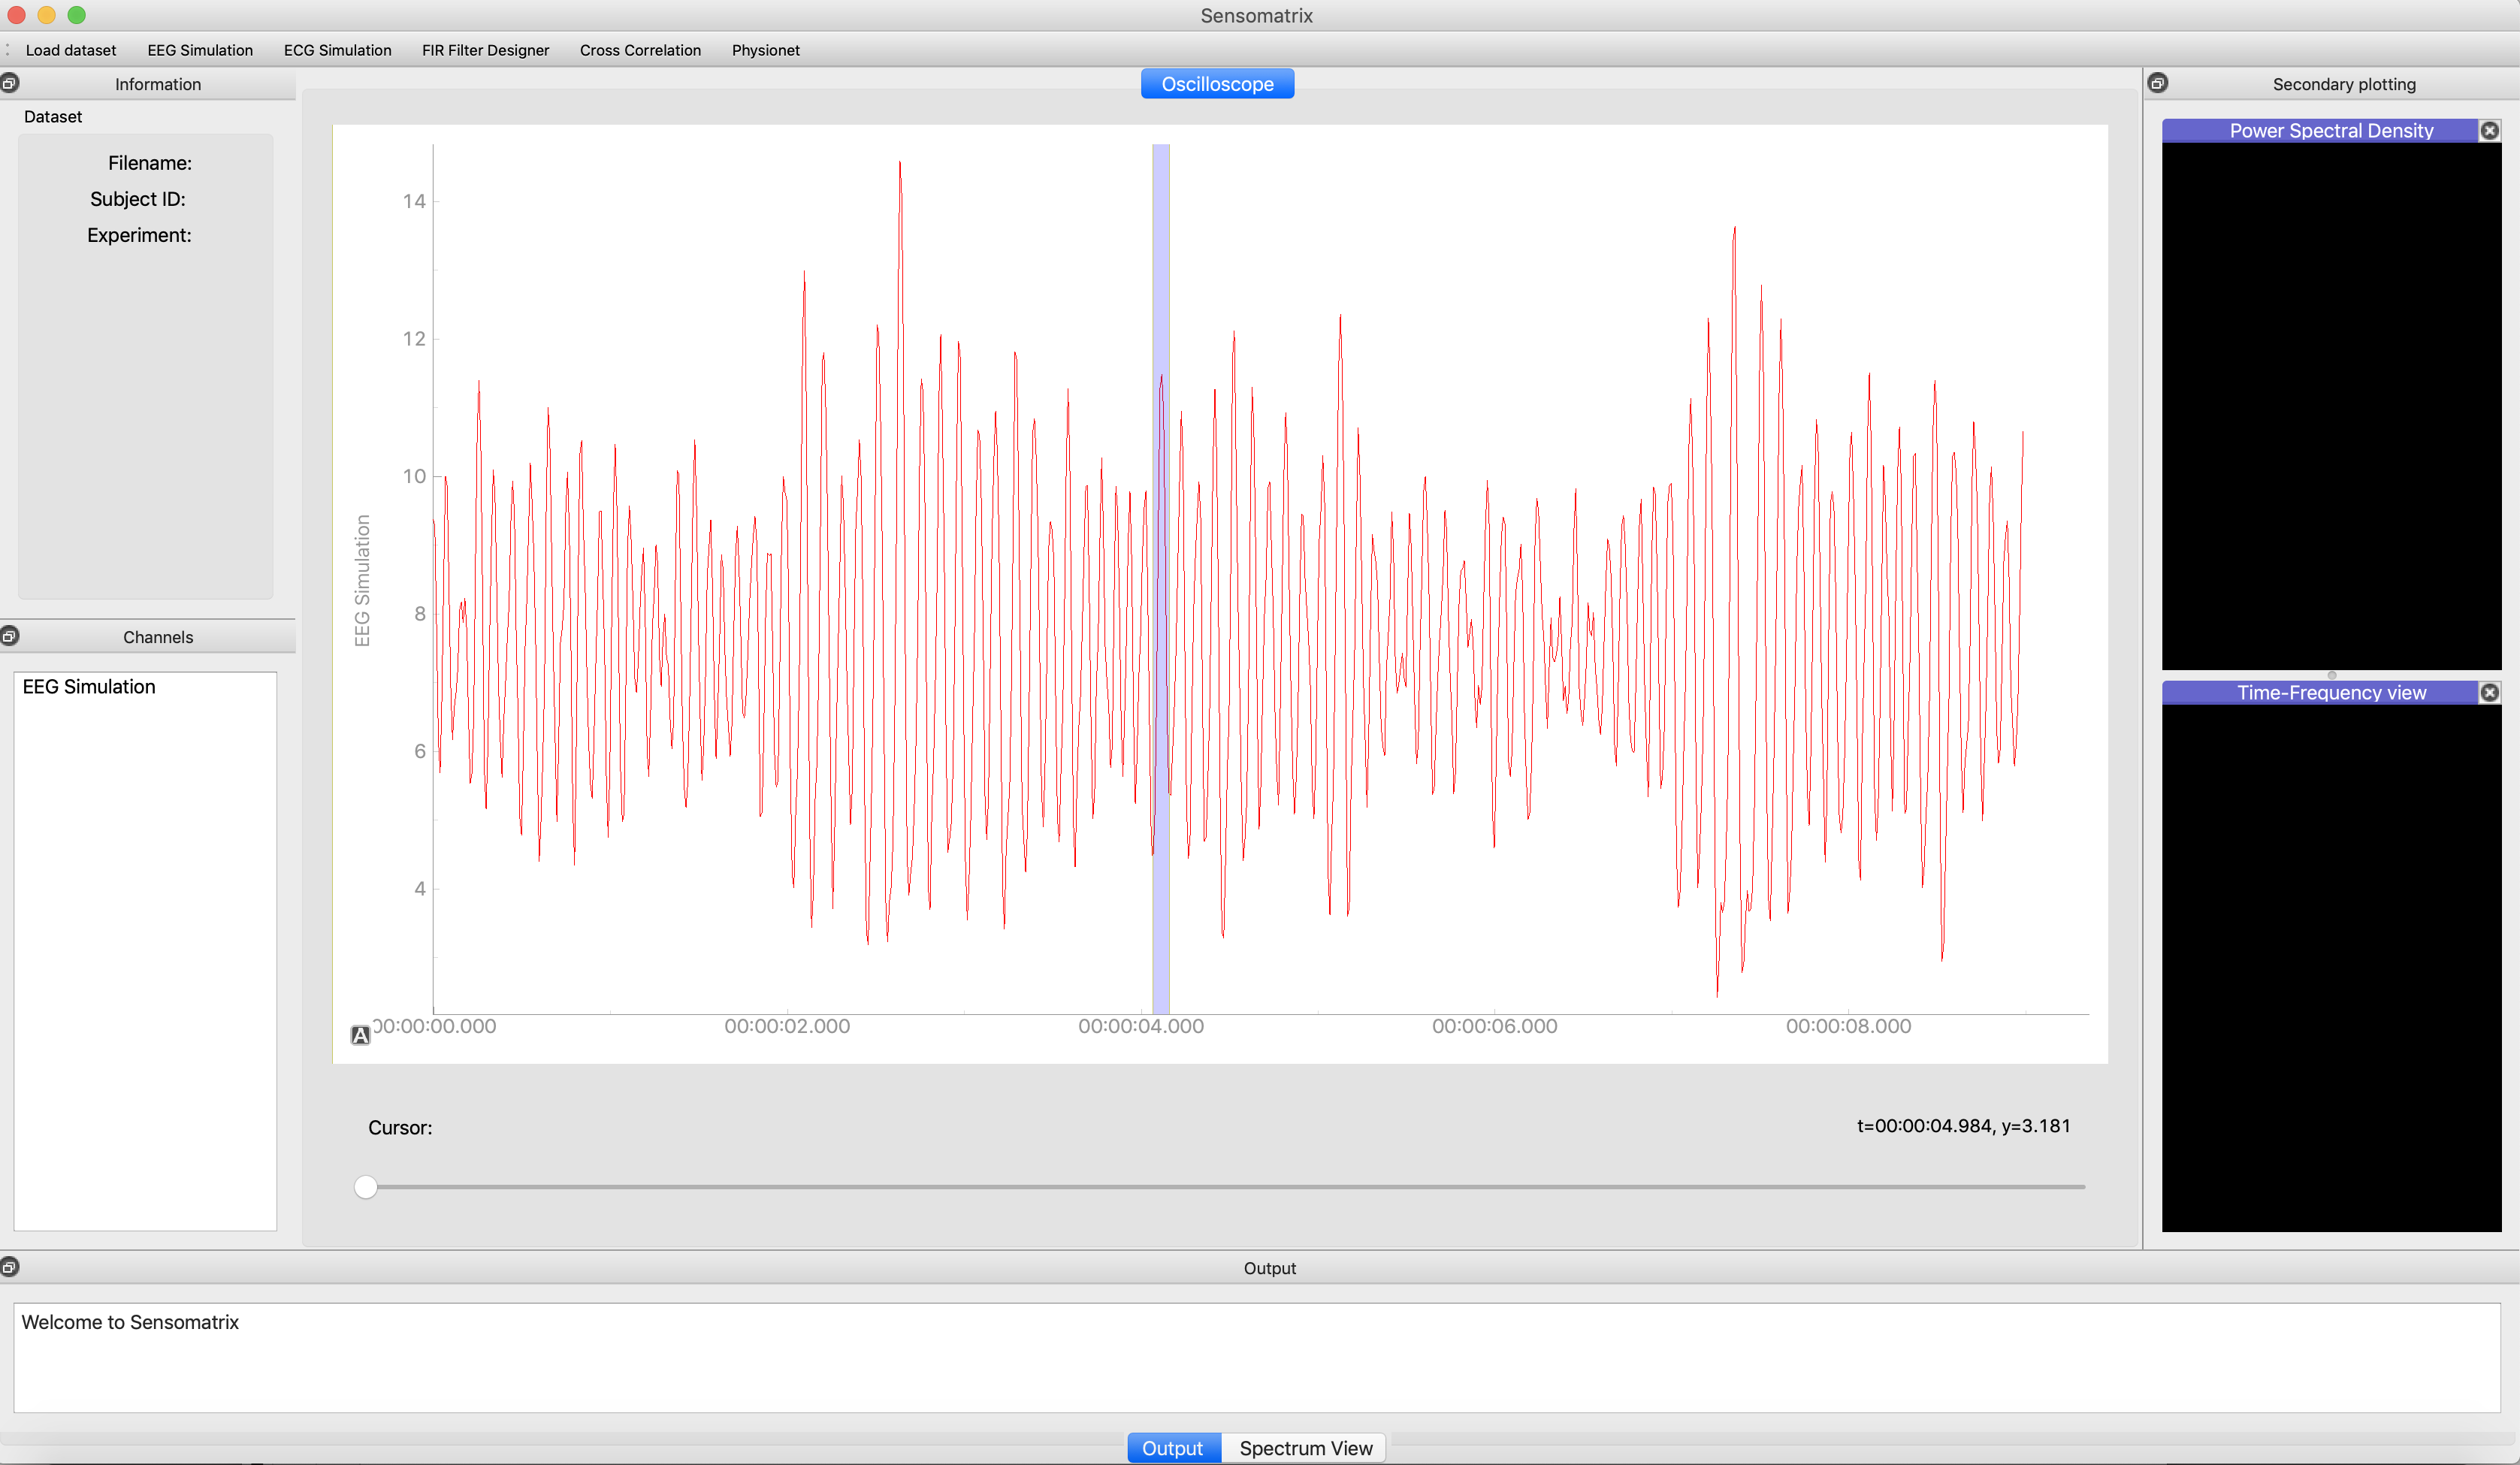 Sensomatrix
Load dataset EEG Simulation ECG Simulation FIR Filter Designer Cross Correlation Physionet
Information
Dataset
Filename:
Subject ID:
Experiment:
Channels
EEG Simulation
Oscilloscope
14
12
10
8
6
4
EEG Simulation
A
00:00:00.000 00:00:02.000 00:00:04.000 00:00:06.000 00:00:08.000
Cursor:
t=00:00:04.984, y=3.181
Secondary plotting
Power Spectral Density
Time-Frequency view
Output
Welcome to Sensomatrix
Output Spectrum View